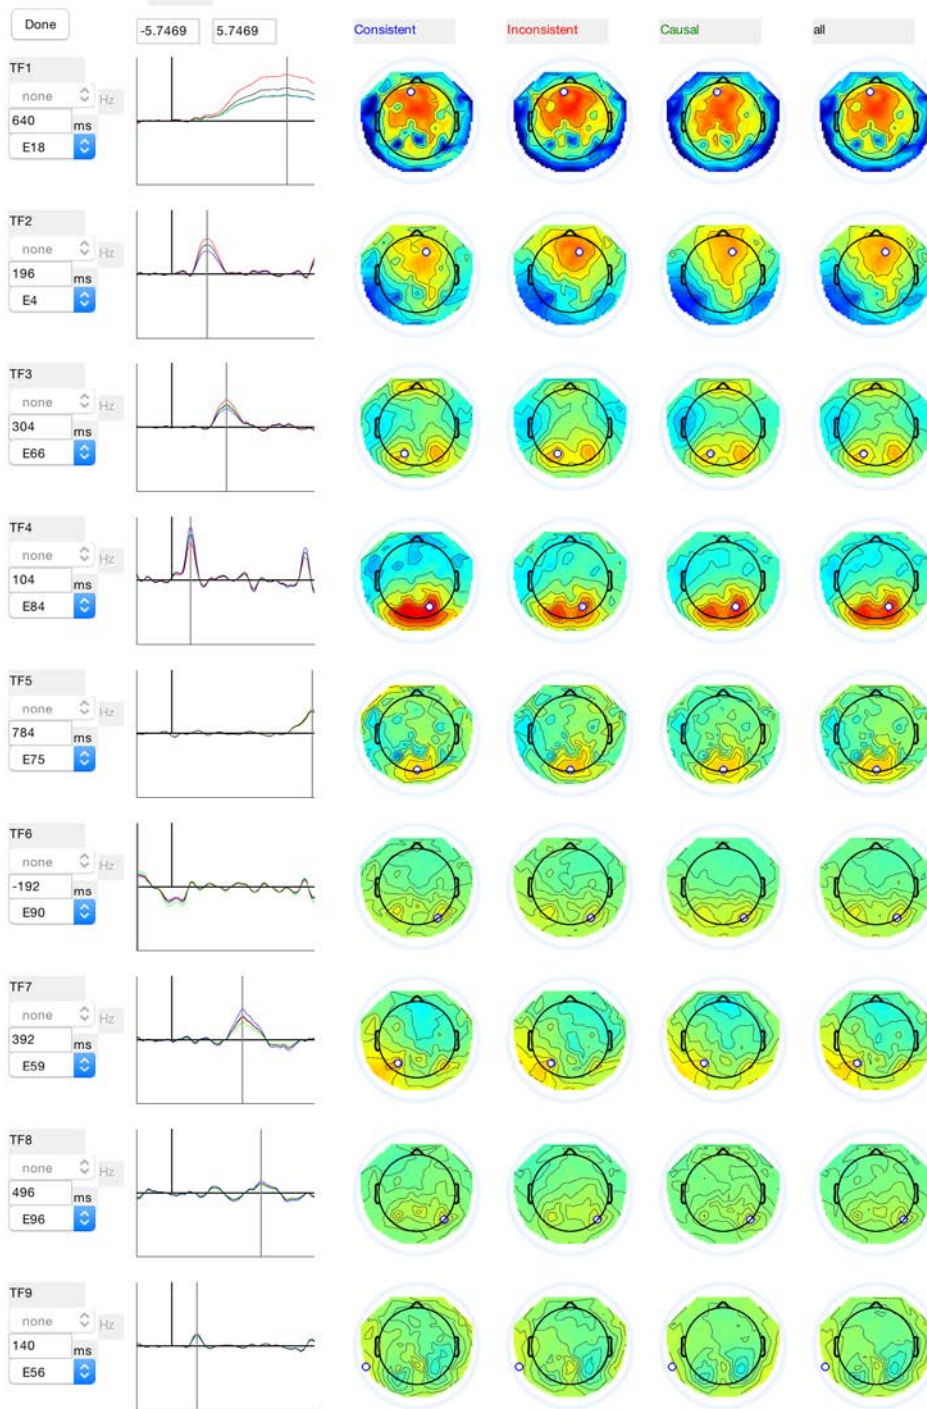 Done
-5.7469 5.7469 Consistent Inconsistent Causal all
TF1
none Hz
640 ms
E18
TF2
none Hz
196 ms
E4
TF3
none Hz
304 ms
E66
TF4
none Hz
104 ms
E84
TF5
none Hz
784 ms
E75
TF6
none Hz
-192 ms
E90
TF7
none Hz
392 ms
E59
TF8
none Hz
496 ms
E96
TF9
none Hz
140 ms
E56